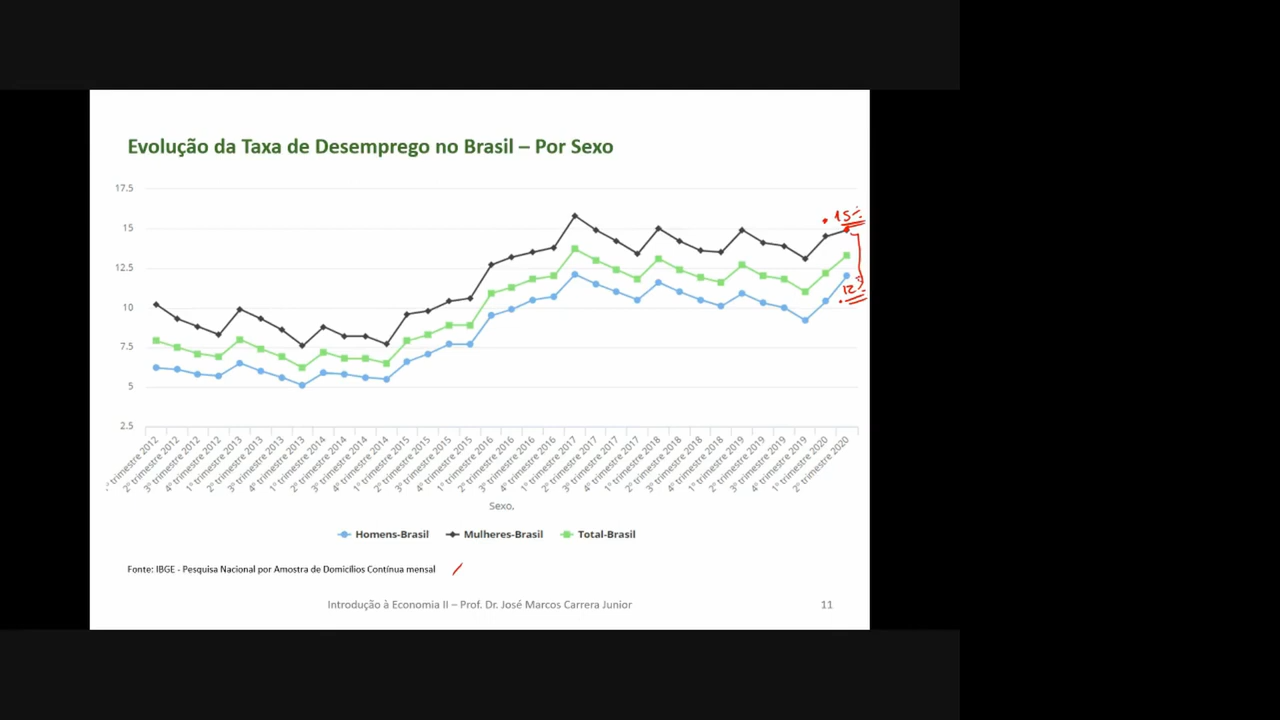 Evolução da Taxa de Desemprego no Brasil – Por Sexo
17.5
15
12.5
10
7.5
5
2.5
15%
12%
1º trimestre 2012
2º trimestre 2012
3º trimestre 2012
4º trimestre 2012
1º trimestre 2013
2º trimestre 2013
3º trimestre 2013
4º trimestre 2013
1º trimestre 2014
2º trimestre 2014
3º trimestre 2014
4º trimestre 2014
1º trimestre 2015
2º trimestre 2015
3º trimestre 2015
4º trimestre 2015
1º trimestre 2016
2º trimestre 2016
3º trimestre 2016
4º trimestre 2016
1º trimestre 2017
2º trimestre 2017
3º trimestre 2017
4º trimestre 2017
1º trimestre 2018
2º trimestre 2018
3º trimestre 2018
4º trimestre 2018
1º trimestre 2019
2º trimestre 2019
3º trimestre 2019
4º trimestre 2019
1º trimestre 2020
2º trimestre 2020
Sexo,
Homens-Brasil Mulheres-Brasil Total-Brasil
Fonte: IBGE - Pesquisa Nacional por Amostra de Domicílios Contínua mensal
Introdução à Economia II – Prof. Dr. José Marcos Carrera Junior 11